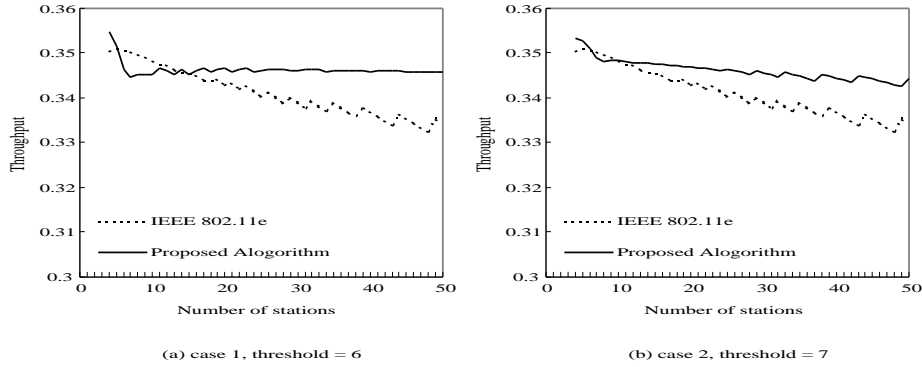 0.36
0.35
0.34
0.33
0.32
0.31
0.3
Throughput
IEEE 802.11e
Proposed Alogorithm
0 10 20 30 40 50
Number of stations
(a) case 1, threshold = 6
0.36
0.35
0.34
0.33
0.32
0.31
0.3
Throughput
IEEE 802.11e
Proposed Alogorithm
0 10 20 30 40 50
Number of stations
(b) case 2, threshold = 7